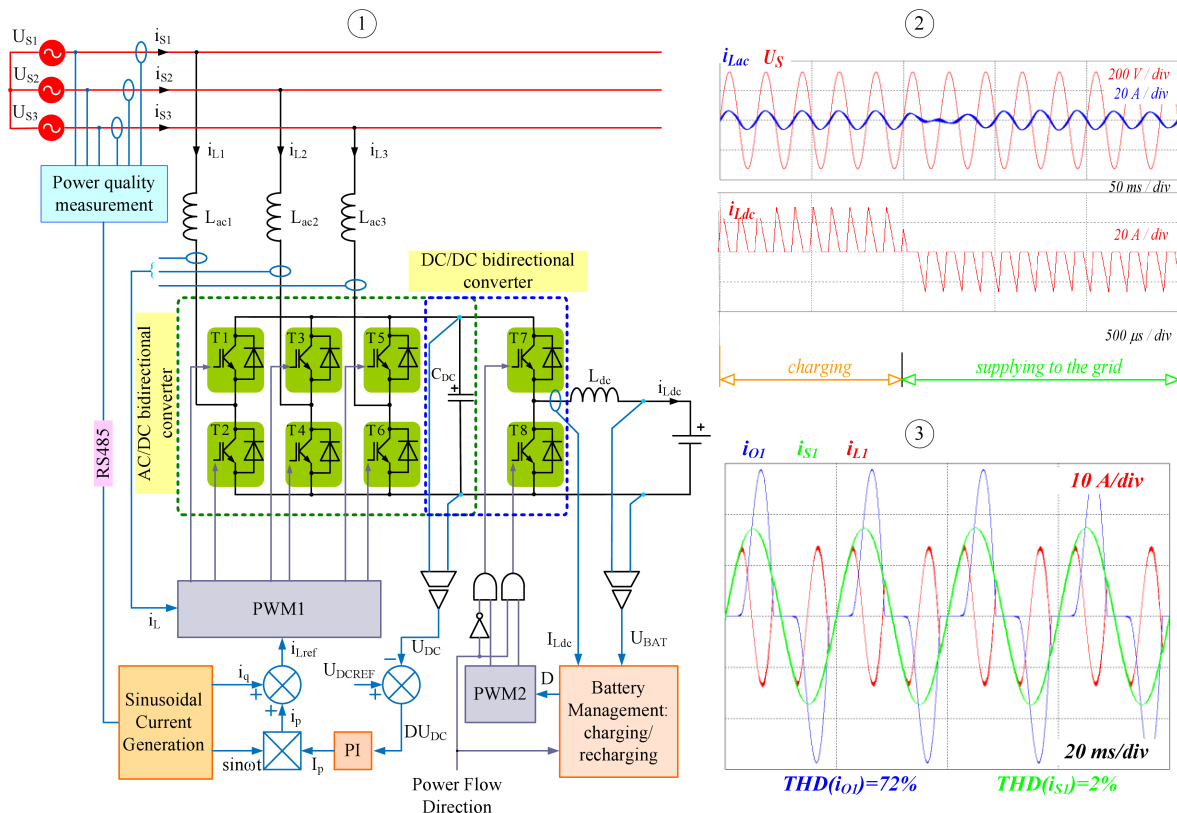 1
U_S1
U_S2
U_S3
i_S1
i_S2
i_S3
i_L1
i_L2
i_L3
Power quality
measurement
L_ac1
L_ac2
L_ac3
DC/DC bidirectional
converter
AC/DC bidirectional
converter
RS485
T1
T3
T5
T7
T2
T4
T6
T8
C_DC
+
L_dc
i_Ldc
+
PWM1
i_L
i_Lref
U_DC
I_Ldc
U_BAT
U_DCREF
−
+
i_q
+
+
i_p
Sinusoidal
Current
Generation
sinωt
I_p
PI
DU_DC
PWM2
D
Battery
Management:
charging/
recharging
Power Flow
Direction
2
i_Lac
U_S
200 V / div
20 A / div
50 ms / div
i_Ldc
20 A / div
500 μs / div
charging
supplying to the grid
3
i_O1
i_S1
i_L1
10 A/div
20 ms/div
THD(i_O1)=72%
THD(i_S1)=2%